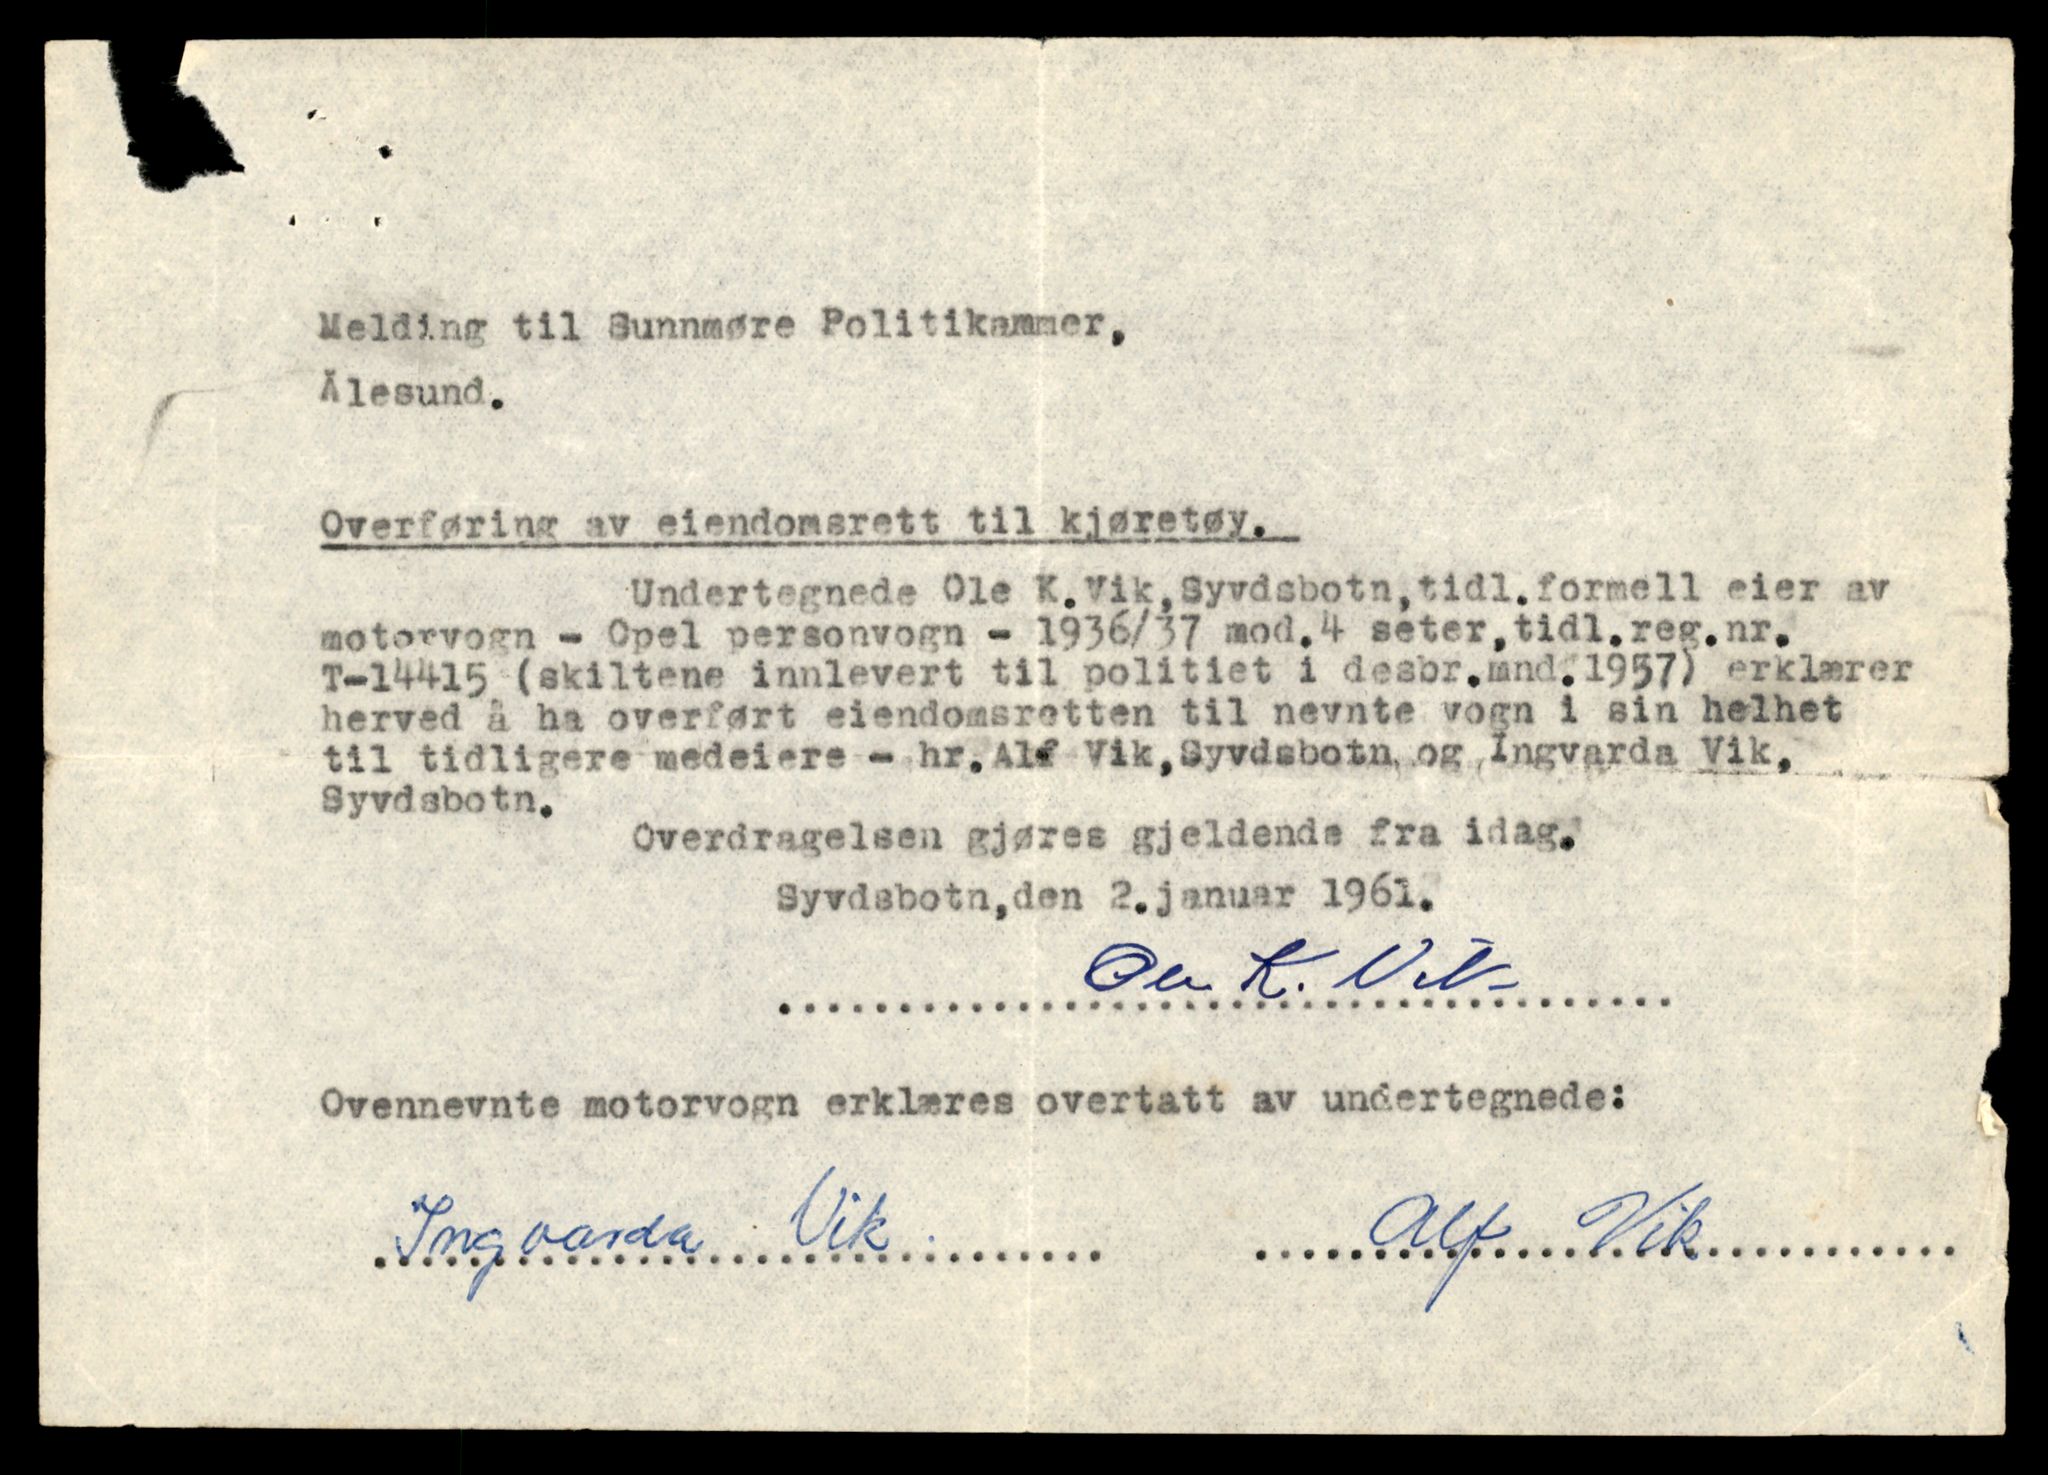 Melding til Sunnmøre Politikammer,
Ålesund.
Overføring av eiendomsrett til kjøretøy.
Undertegnede Ole K.Vik,Syvdsbotn,tidl.formell eier av
motorvogn - Opel personvogn - 1936/37 mod.4 seter,tidl.reg.nr.
T-14415 (skiltene innlevert til politiet i desbr.mnd.1957) erklærer
herved å ha overført eiendomsretten til nevnte vogn i sin helhet
til tidligere medeiere - hr.Alf Vik,Syvdsbotn og Ingvarda Vik,
Syvdsbotn.
Overdragelsen gjøres gjeldende fra idag.
Syvdsbotn,den 2.januar 1961.
Ole K. Vik
Ovennevnte motorvogn erklæres overtatt av undertegnede:
Ingvarda Vik. Alf Vik